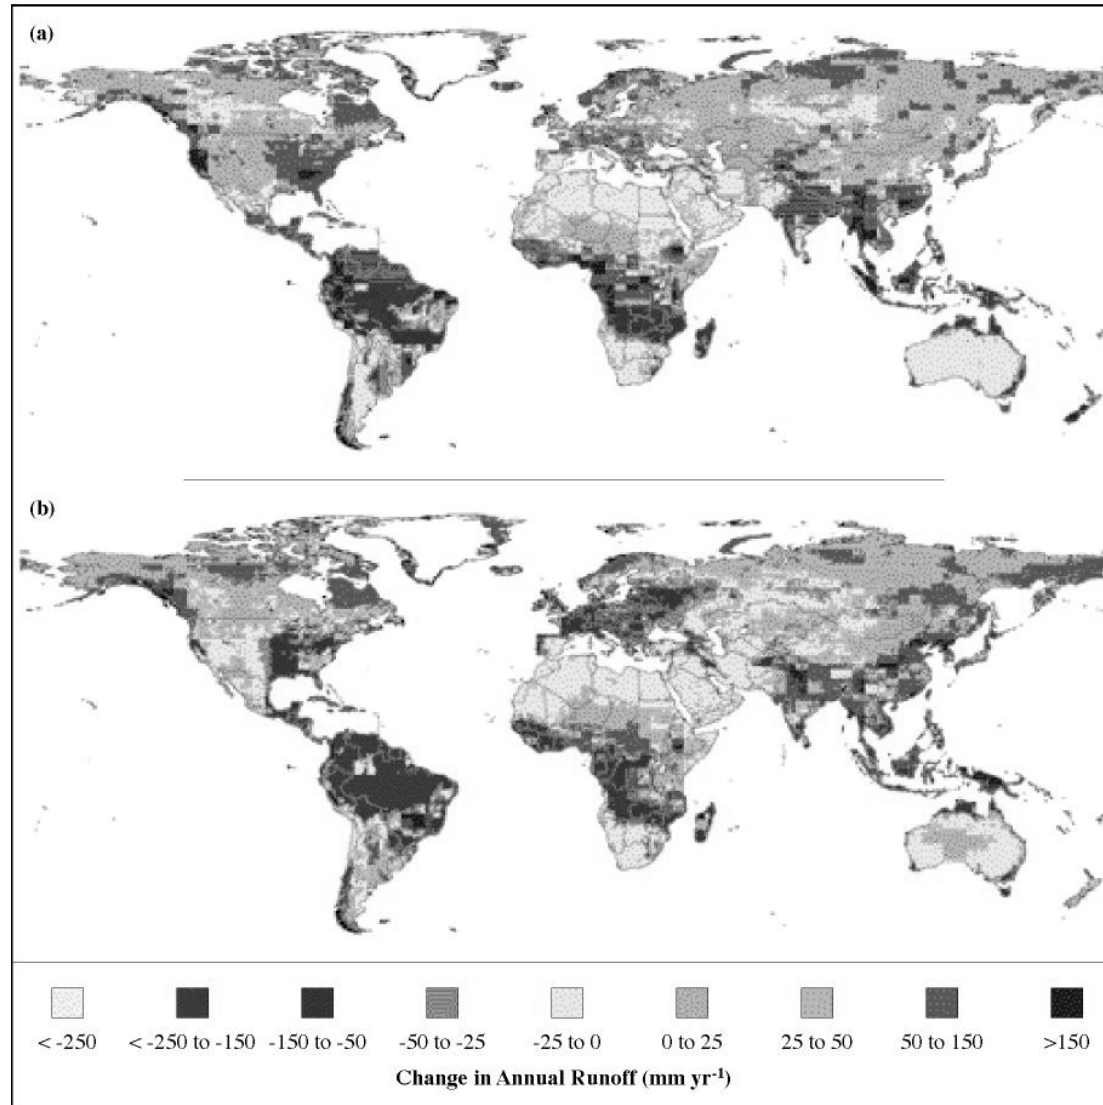 (a)
(b)
< -250 < -250 to -150 -150 to -50 -50 to -25 -25 to 0 0 to 25 25 to 50 50 to 150 >150
Change in Annual Runoff (mm yr⁻¹)